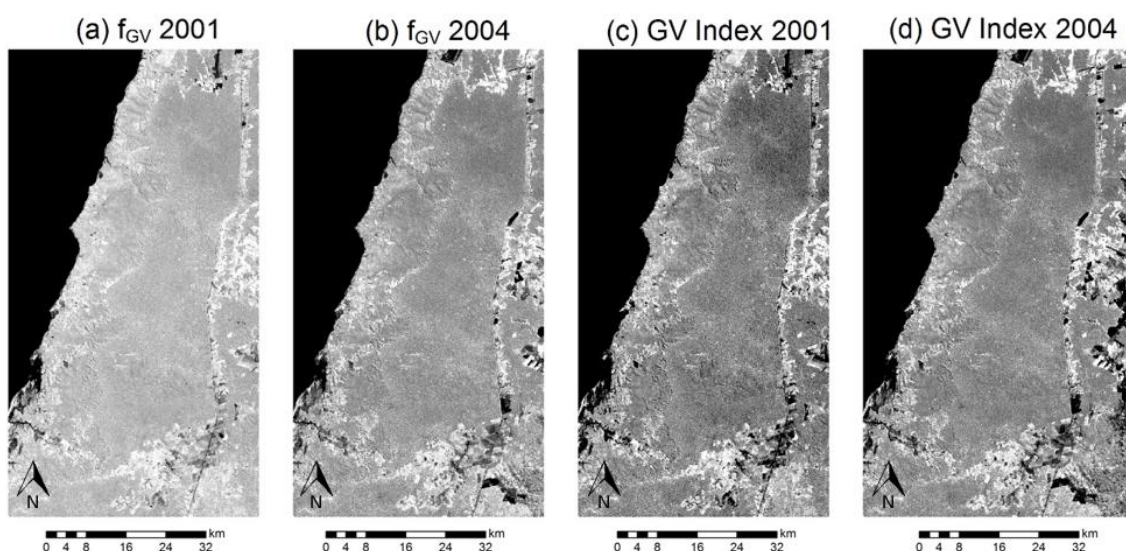 (a) fGV 2001
(b) fGV 2004
(c) GV Index 2001
(d) GV Index 2004
N
N
N
N
km
0 4 8 16 24 32
km
0 4 8 16 24 32
km
0 4 8 16 24 32
km
0 4 8 16 24 32